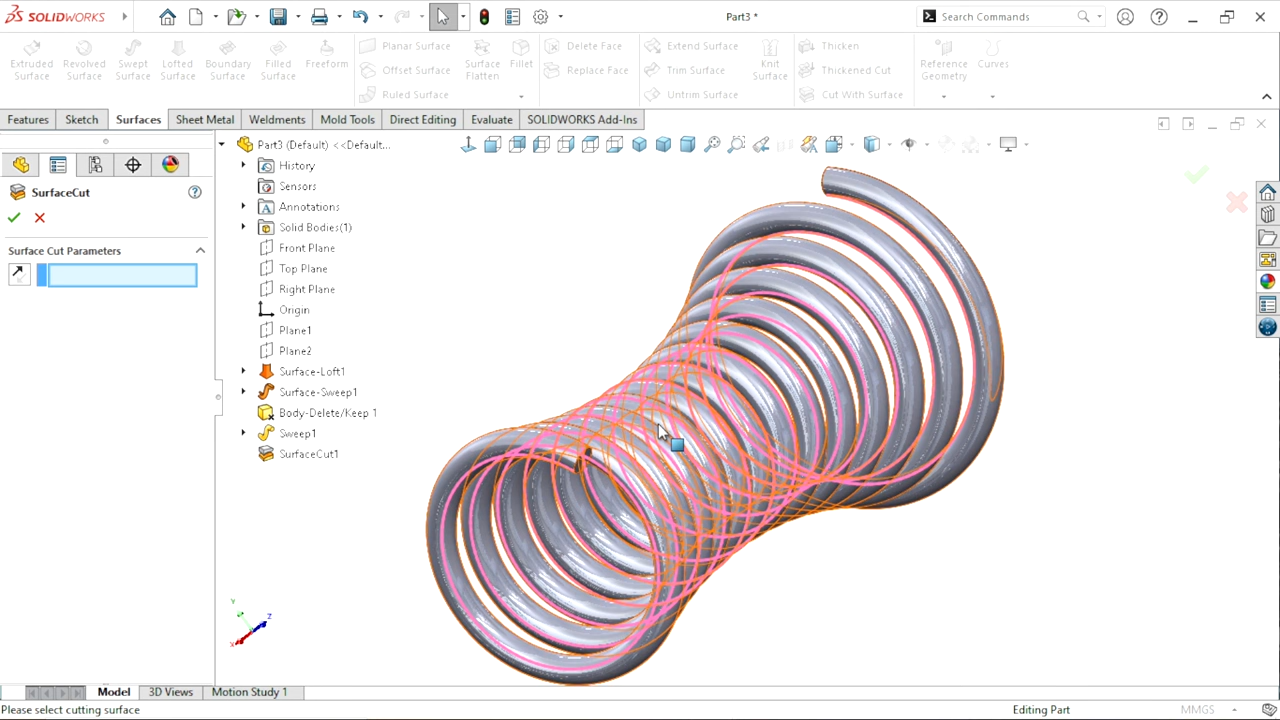 SOLIDWORKS
Part3 *
Search Commands
Extruded Surface
Revolved Surface
Swept Surface
Lofted Surface
Boundary Surface
Filled Surface
Freeform
Planar Surface
Offset Surface
Ruled Surface
Surface Flatten
Fillet
Delete Face
Replace Face
Extend Surface
Trim Surface
Untrim Surface
Knit Surface
Thicken
Thickened Cut
Cut With Surface
Reference Geometry
Curves
Features
Sketch
Surfaces
Sheet Metal
Weldments
Mold Tools
Direct Editing
Evaluate
SOLIDWORKS Add-Ins
SurfaceCut
Surface Cut Parameters
Part3 (Default) <<Default...
History
Sensors
Annotations
Solid Bodies(1)
Front Plane
Top Plane
Right Plane
Origin
Plane1
Plane2
Surface-Loft1
Surface-Sweep1
Body-Delete/Keep 1
Sweep1
SurfaceCut1
Y
Z
X
Model
3D Views
Motion Study 1
Please select cutting surface
Editing Part
MMGS